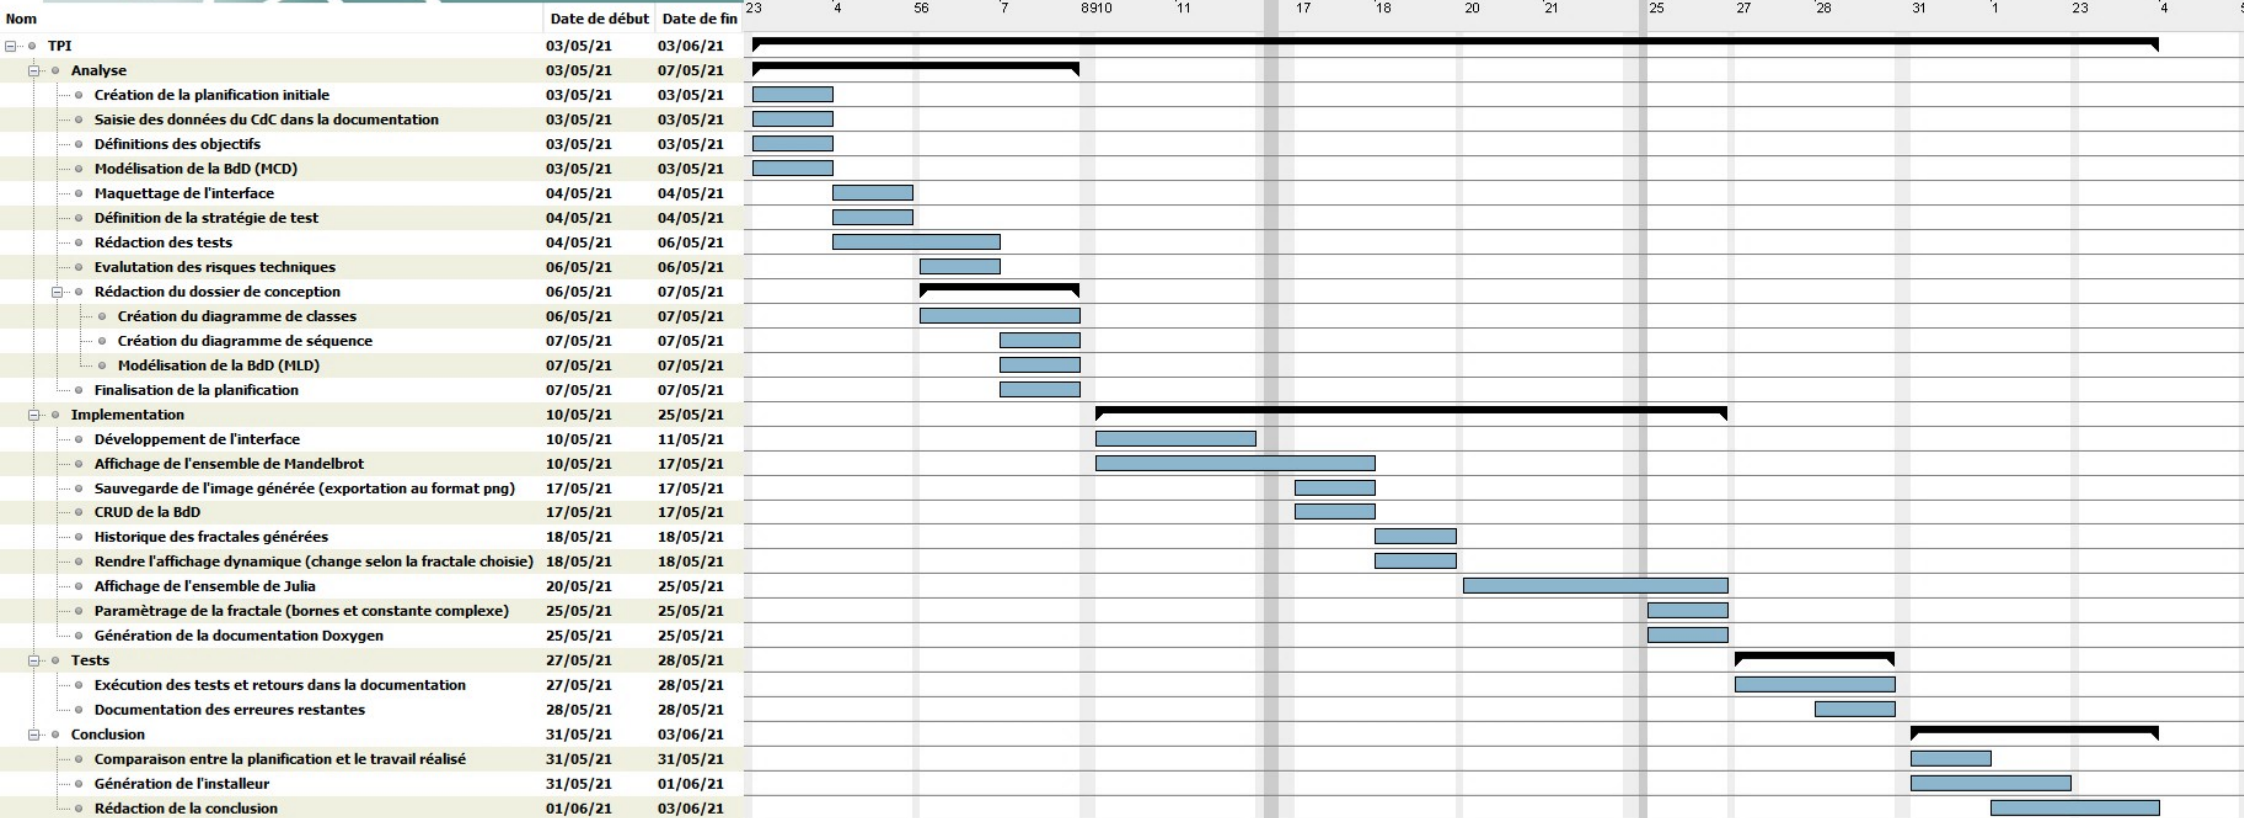 Nom Date de début Date de fin 23 4 56 7 8910 11 17 18 20 21 25 27 28 31 1 23 4
TPI 03/05/21 03/06/21
Analyse 03/05/21 07/05/21
Création de la planification initiale 03/05/21 03/05/21
Saisie des données du CdC dans la documentation 03/05/21 03/05/21
Définitions des objectifs 03/05/21 03/05/21
Modélisation de la BdD (MCD) 03/05/21 03/05/21
Maquettage de l'interface 04/05/21 04/05/21
Définition de la stratégie de test 04/05/21 04/05/21
Rédaction des tests 04/05/21 06/05/21
Evalutation des risques techniques 06/05/21 06/05/21
Rédaction du dossier de conception 06/05/21 07/05/21
Création du diagramme de classes 06/05/21 07/05/21
Création du diagramme de séquence 07/05/21 07/05/21
Modélisation de la BdD (MLD) 07/05/21 07/05/21
Finalisation de la planification 07/05/21 07/05/21
Implementation 10/05/21 25/05/21
Développement de l'interface 10/05/21 11/05/21
Affichage de l'ensemble de Mandelbrot 10/05/21 17/05/21
Sauvegarde de l'image générée (exportation au format png) 17/05/21 17/05/21
CRUD de la BdD 17/05/21 17/05/21
Historique des fractales générées 18/05/21 18/05/21
Rendre l'affichage dynamique (change selon la fractale choisie) 18/05/21 18/05/21
Affichage de l'ensemble de Julia 20/05/21 25/05/21
Paramètrage de la fractale (bornes et constante complexe) 25/05/21 25/05/21
Génération de la documentation Doxygen 25/05/21 25/05/21
Tests 27/05/21 28/05/21
Exécution des tests et retours dans la documentation 27/05/21 28/05/21
Documentation des erreures restantes 28/05/21 28/05/21
Conclusion 31/05/21 03/06/21
Comparaison entre la planification et le travail réalisé 31/05/21 31/05/21
Génération de l'installeur 31/05/21 01/06/21
Rédaction de la conclusion 01/06/21 03/06/21